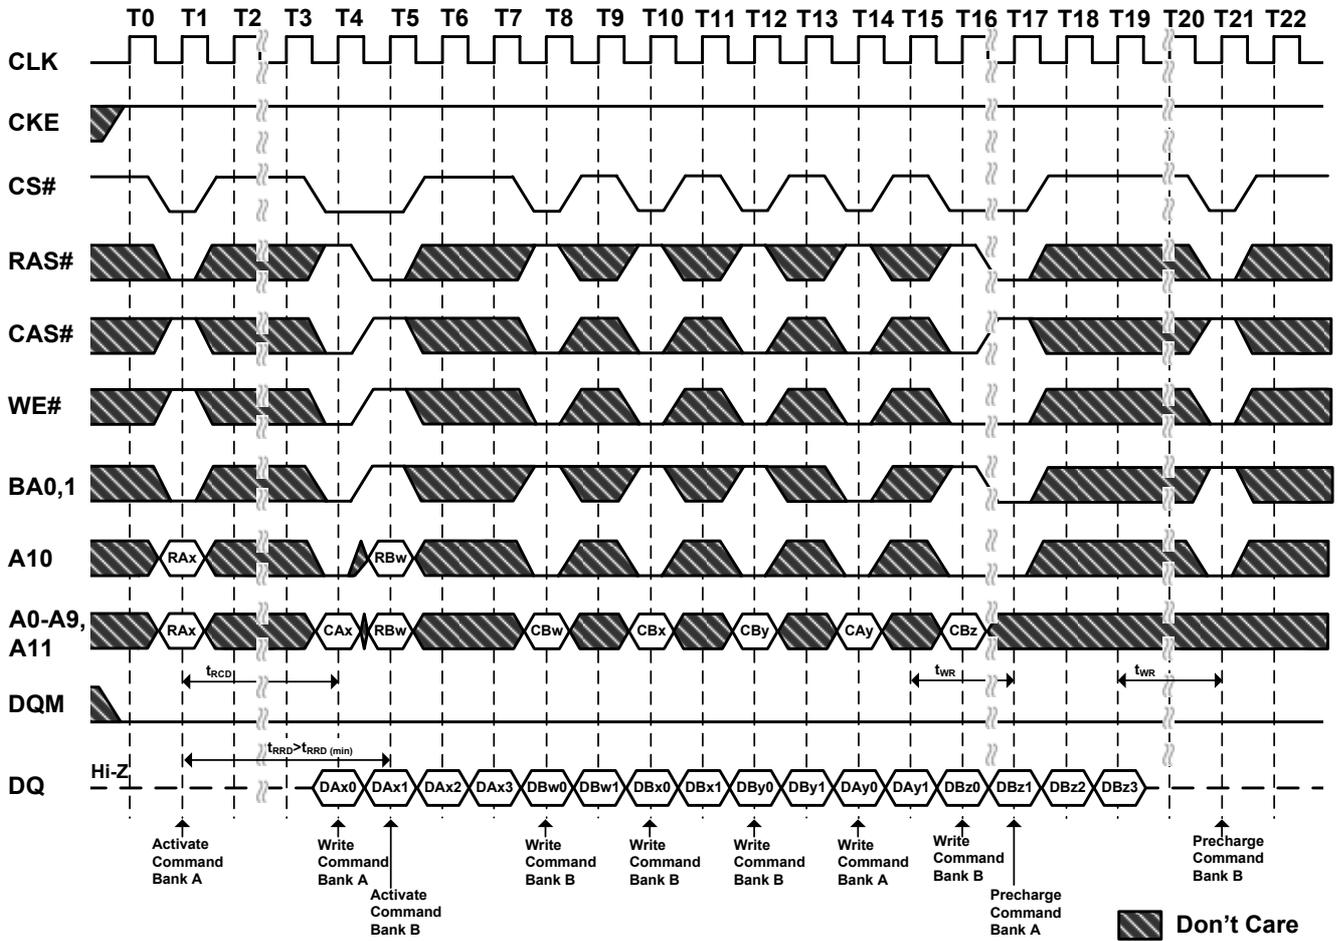 T0 T1 T2 T3 T4 T5 T6 T7 T8 T9 T10 T11 T12 T13 T14 T15 T16 T17 T18 T19 T20 T21 T22
CLK
CKE
CS#
RAS#
CAS#
WE#
BA0,1
A10
RAx RBw
A0-A9,
A11
RAx CAx RBw CBw CBx CBy CAy CBz
tRCD tWR tWR
DQM
tRRD>tRRD (min)
Hi-Z
DQ
DAx0 DAx1 DAx2 DAx3 DBw0 DBw1 DBx0 DBx1 DBy0 DBy1 DAy0 DAy1 DBz0 DBz1 DBz2 DBz3
Activate
Command
Bank A
Write
Command
Bank A
Activate
Command
Bank B
Write
Command
Bank B
Write
Command
Bank B
Write
Command
Bank B
Write
Command
Bank A
Write
Command
Bank B
Precharge
Command
Bank A
Precharge
Command
Bank B
Don't Care